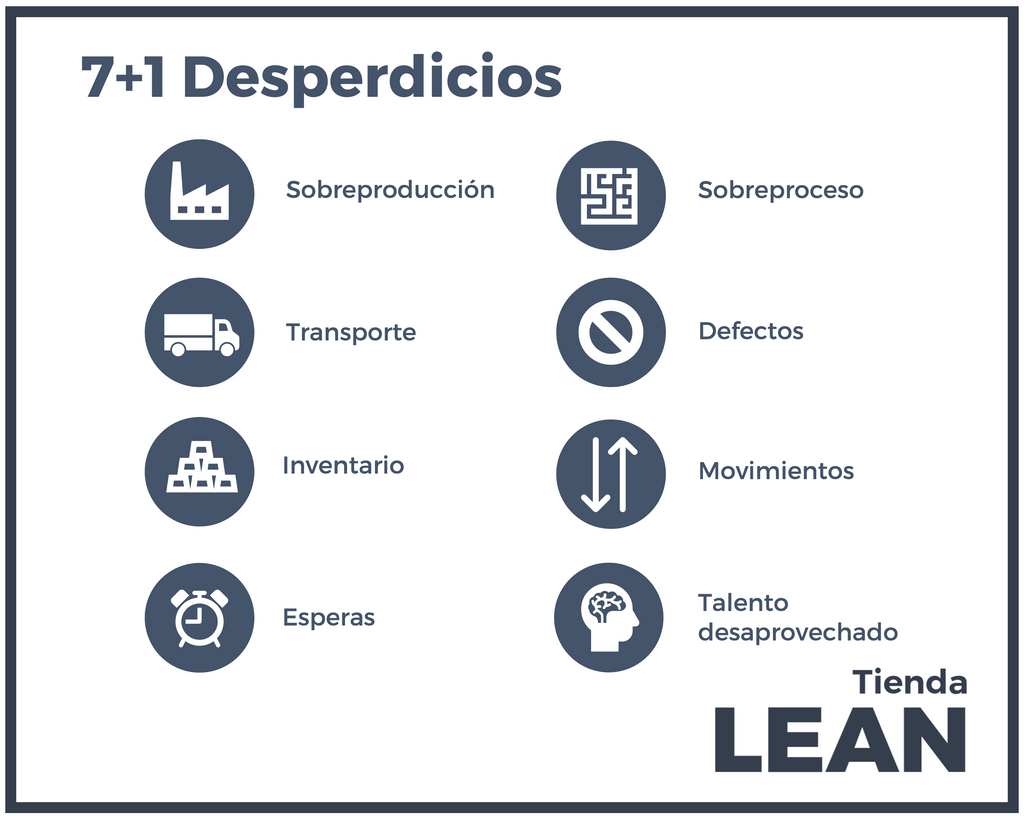 7+1 Desperdicios
Sobreproducción
Sobreproceso
Transporte
Defectos
Inventario
Movimientos
Esperas
Talento
desaprovechado
Tienda
LEAN